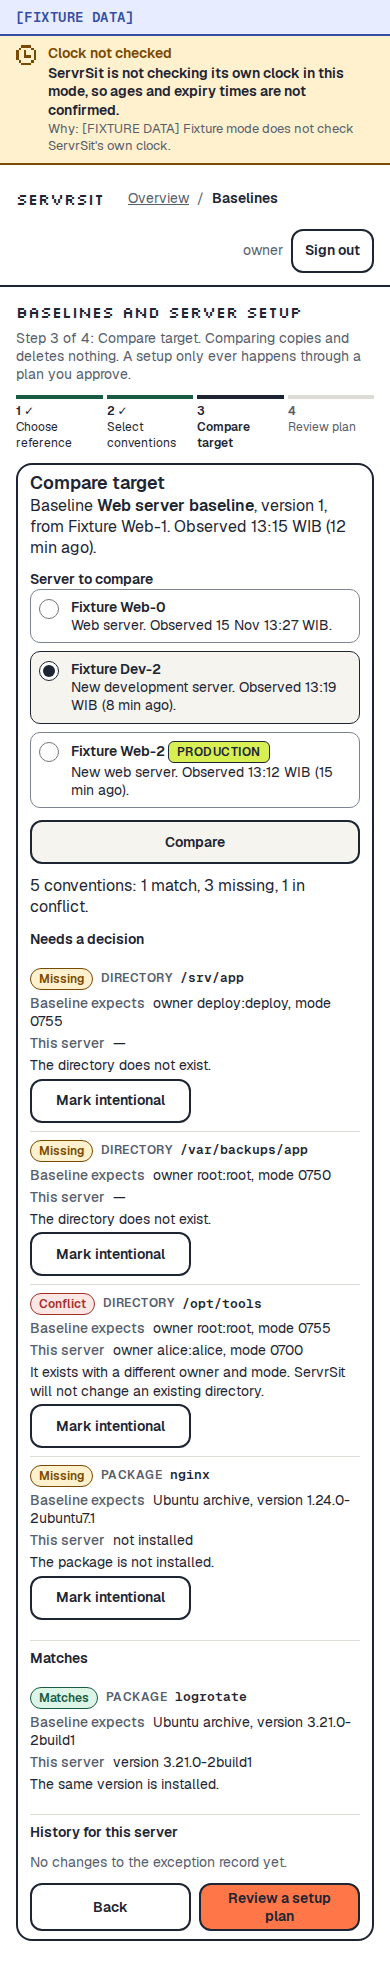 [FIXTURE DATA]
Clock not checked
ServrSit is not checking its own clock in this
mode, so ages and expiry times are not
confirmed.
Why: [FIXTURE DATA] Fixture mode does not check
ServrSit's own clock.
SERVRSIT Overview / Baselines
owner Sign out
BASELINES AND SERVER SETUP
Step 3 of 4: Compare target. Comparing copies and
deletes nothing. A setup only ever happens through a
plan you approve.
1 ✓ 2 ✓ 3 4
Choose Select Compare Review plan
reference conventions target
Compare target
Baseline Web server baseline, version 1,
from Fixture Web-1. Observed 13:15 WIB (12
min ago).
Server to compare
Fixture Web-0
Web server. Observed 15 Nov 13:27 WIB.
Fixture Dev-2
New development server. Observed 13:19
WIB (8 min ago).
Fixture Web-2 PRODUCTION
New web server. Observed 13:12 WIB (15
min ago).
Compare
5 conventions: 1 match, 3 missing, 1 in
conflict.
Needs a decision
Missing DIRECTORY /srv/app
Baseline expects owner deploy:deploy, mode
0755
This server —
The directory does not exist.
Mark intentional
Missing DIRECTORY /var/backups/app
Baseline expects owner root:root, mode 0750
This server —
The directory does not exist.
Mark intentional
Conflict DIRECTORY /opt/tools
Baseline expects owner root:root, mode 0755
This server owner alice:alice, mode 0700
It exists with a different owner and mode. ServrSit
will not change an existing directory.
Mark intentional
Missing PACKAGE nginx
Baseline expects Ubuntu archive, version 1.24.0-
2ubuntu7.1
This server not installed
The package is not installed.
Mark intentional
Matches
Matches PACKAGE logrotate
Baseline expects Ubuntu archive, version 3.21.0-
2build1
This server version 3.21.0-2build1
The same version is installed.
History for this server
No changes to the exception record yet.
Back Review a setup
plan